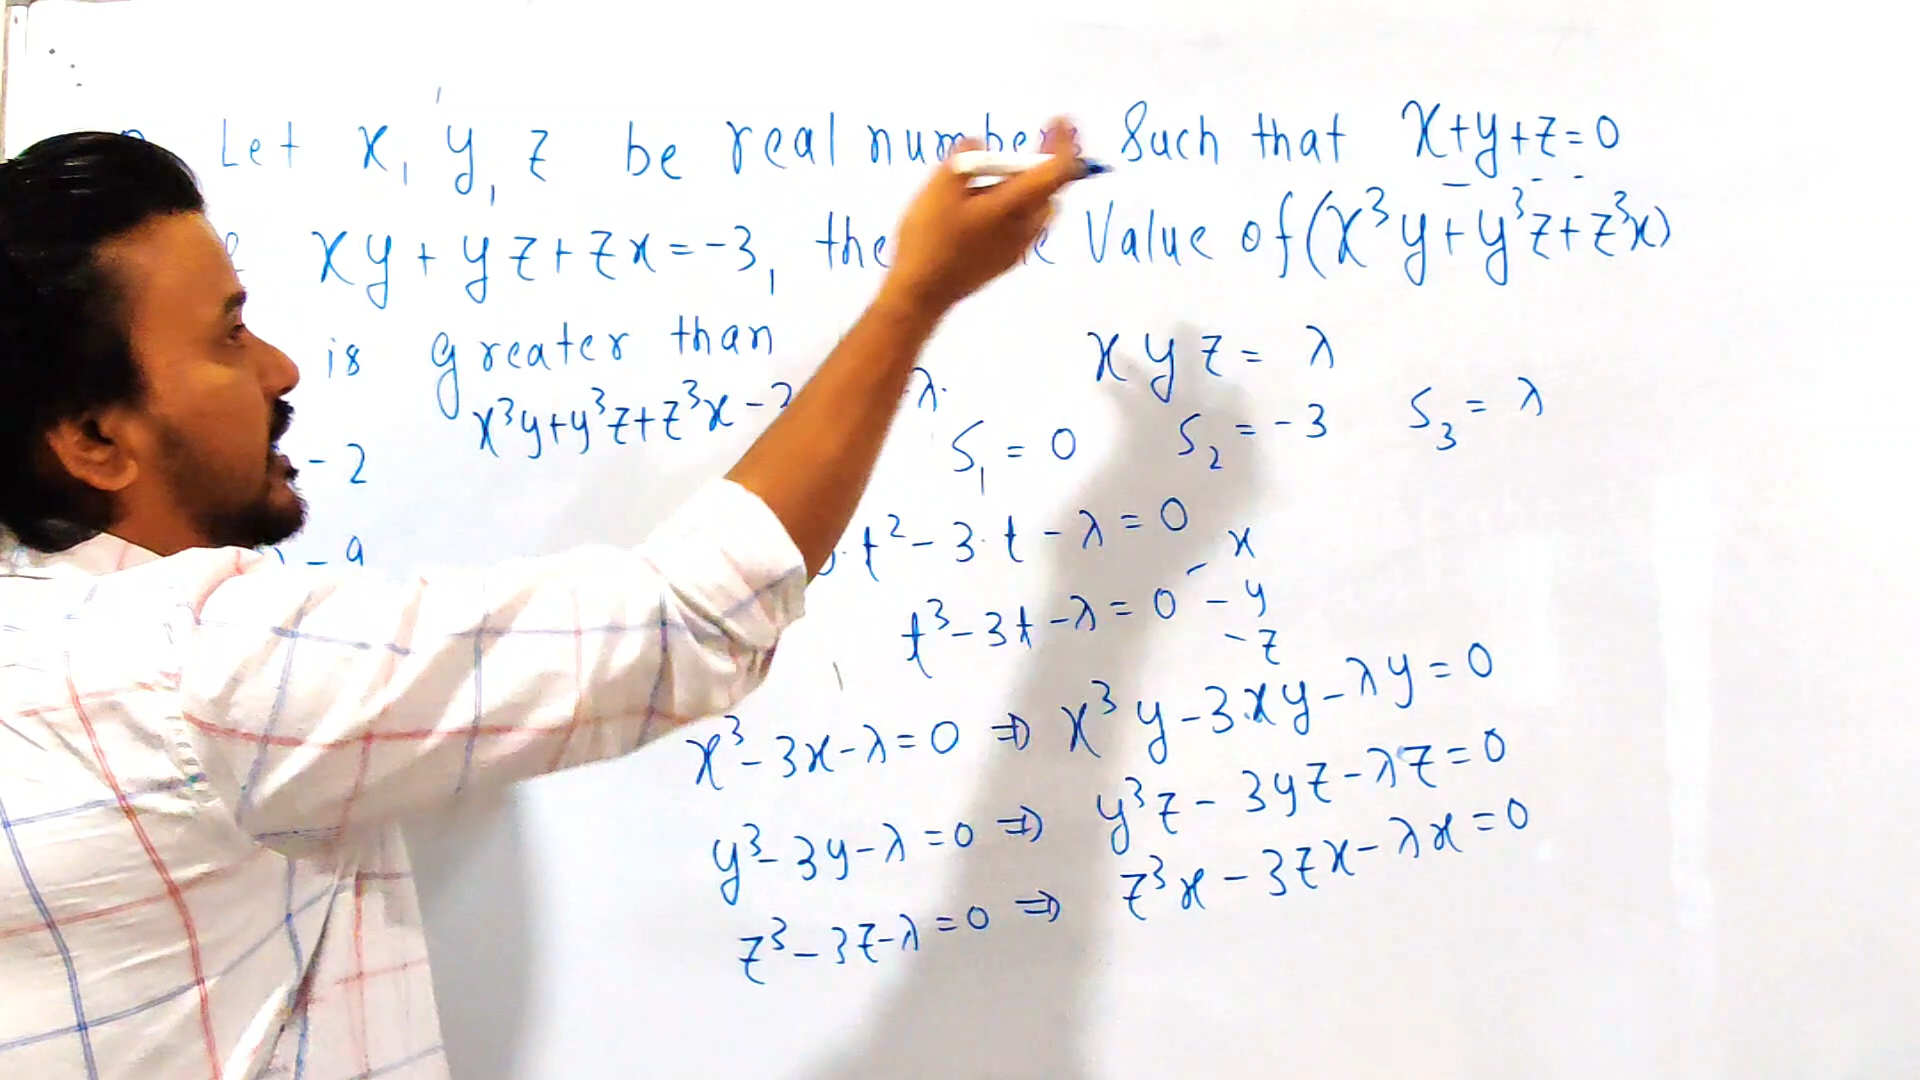 Let x, y, z be real number such that x+y+z=0
xy + yz + zx = -3, the Value of (x³y+y³z+z³x)
is greater than
xyz = λ
x³y+y³z+z³x - λ.
S₁ = 0 S₂ = -3 S₃ = λ
-2
t² - 3·t - λ = 0
x
t³ - 3t - λ = 0 - y
- z
x³ - 3x - λ = 0 ⇒ x³y - 3xy - λy = 0
y³ - 3y - λ = 0 ⇒ y³z - 3yz - λz = 0
z³ - 3z - λ = 0 ⇒ z³x - 3zx - λx = 0